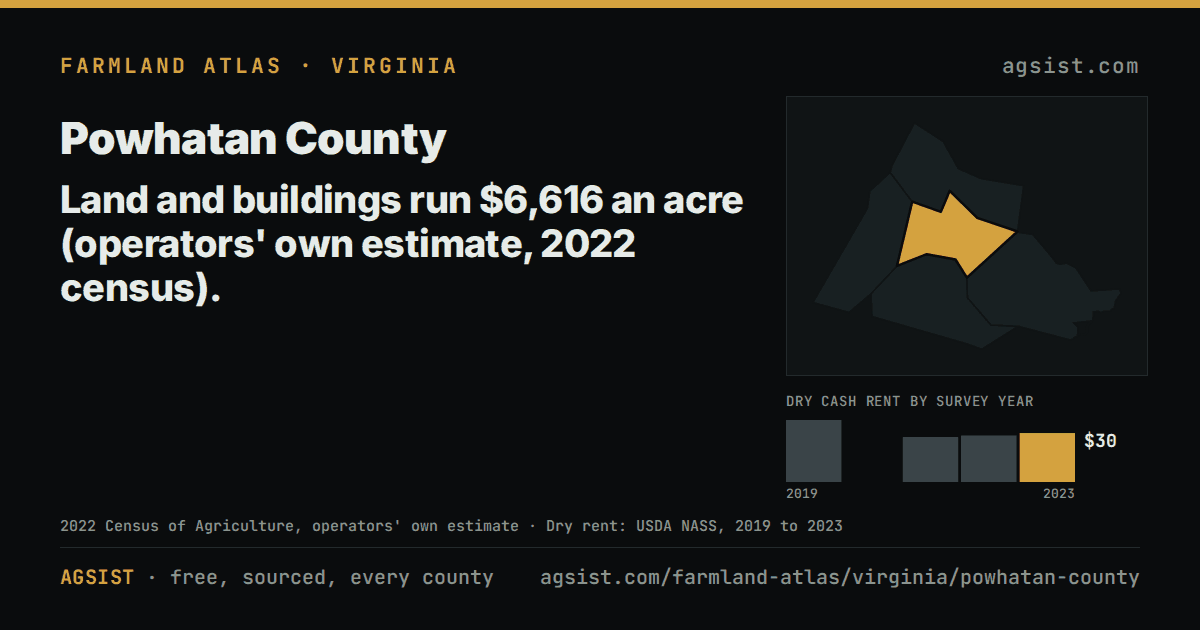 FARMLAND ATLAS · VIRGINIA
agsist.com
Powhatan County
Land and buildings run $6,616 an acre
(operators' own estimate, 2022
census).
DRY CASH RENT BY SURVEY YEAR
$30
2019
2023
2022 Census of Agriculture, operators' own estimate · Dry rent: USDA NASS, 2019 to 2023
AGSIST · free, sourced, every county
agsist.com/farmland-atlas/virginia/powhatan-county